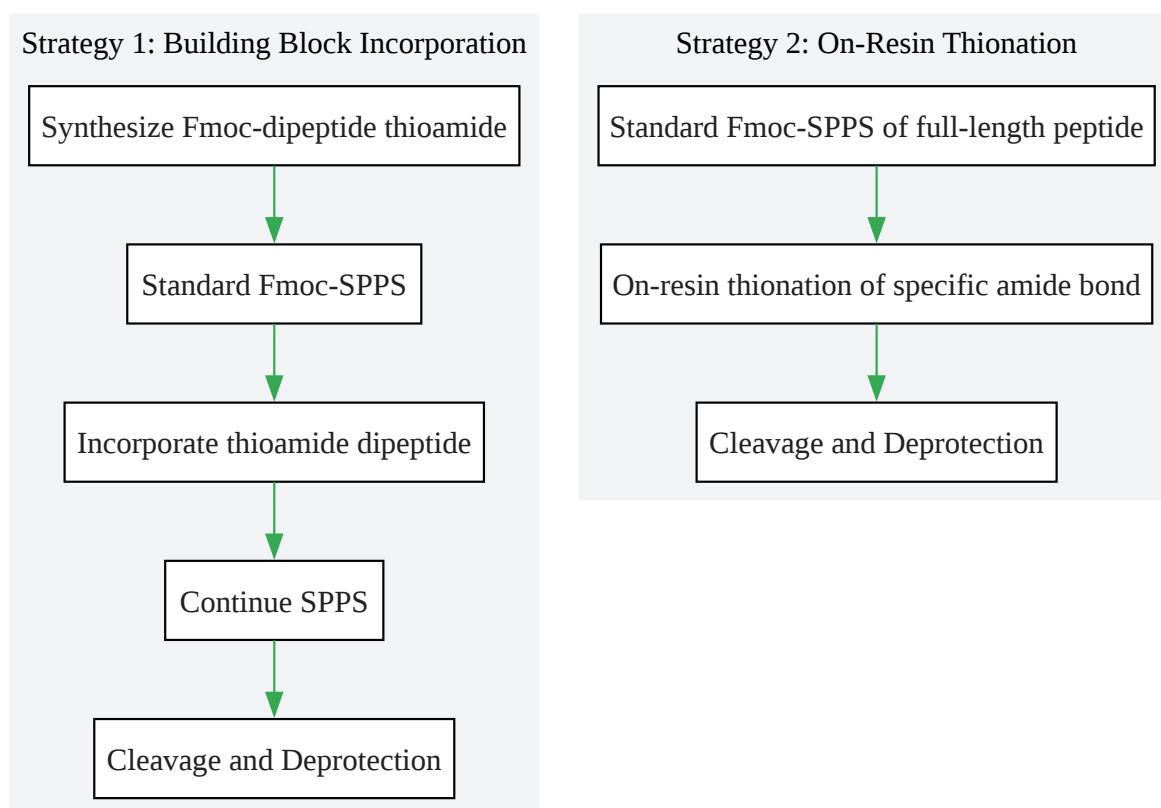 Strategy 1: Building Block Incorporation
Synthesize Fmoc-dipeptide thioamide
Standard Fmoc-SPPS
Incorporate thioamide dipeptide
Continue SPPS
Cleavage and Deprotection
Strategy 2: On-Resin Thionation
Standard Fmoc-SPPS of full-length peptide
On-resin thionation of specific amide bond
Cleavage and Deprotection